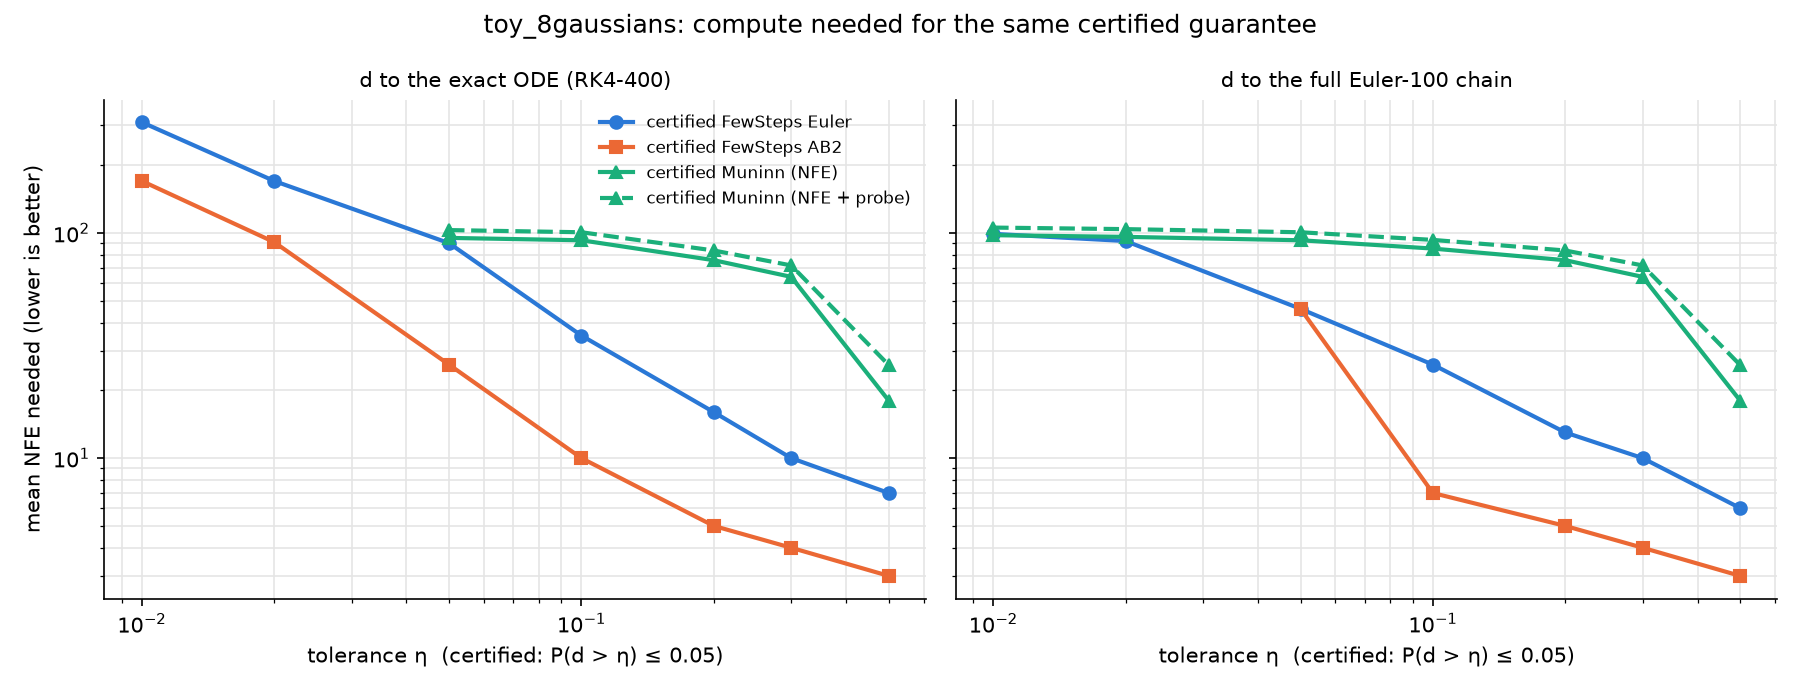 toy_8gaussians: compute needed for the same certified guarantee
d to the exact ODE (RK4-400)
certified FewSteps Euler
certified FewSteps AB2
certified Muninn (NFE)
certified Muninn (NFE + probe)
mean NFE needed (lower is better)
10²
10¹
10⁻²
10⁻¹
tolerance η (certified: P(d > η) ≤ 0.05)
d to the full Euler-100 chain
10⁻²
10⁻¹
tolerance η (certified: P(d > η) ≤ 0.05)